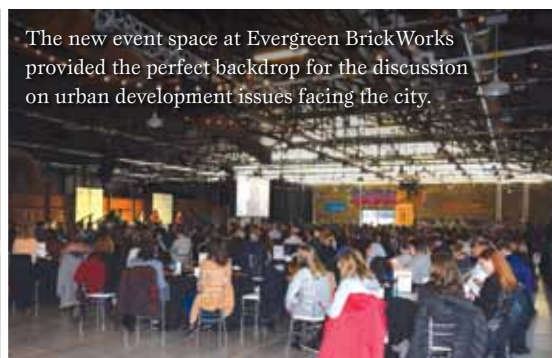 The new event space at Evergreen BrickWorks
provided the perfect backdrop for the discussion
on urban development issues facing the city.